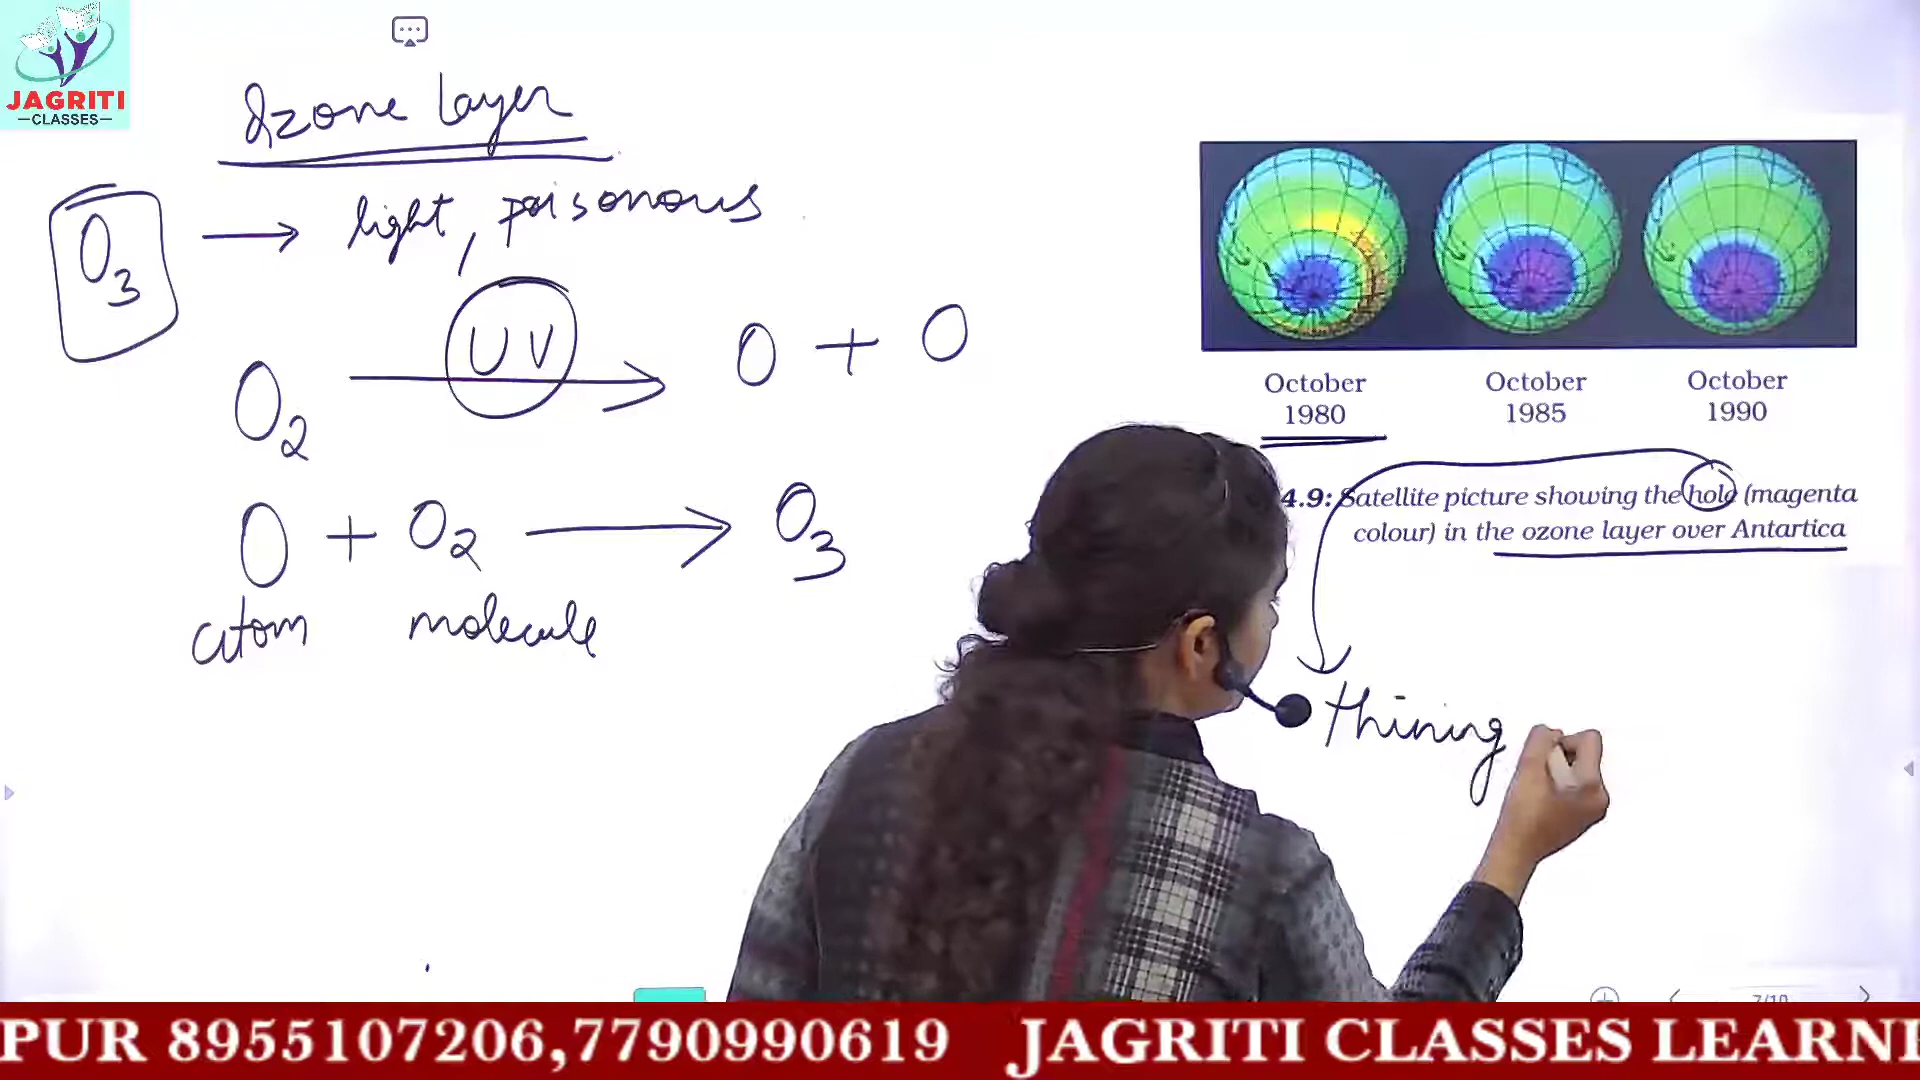 JAGRITI
—CLASSES—
Ozone layer
O3 → light, poisonous
O2 UV → O + O
O + O2 → O3
atom molecule
October October October
1980 1985 1990
4.9: Satellite picture showing the hole (magenta
colour) in the ozone layer over Antartica
thining
7/10
PUR 8955107206,7790990619 JAGRITI CLASSES LEARNI